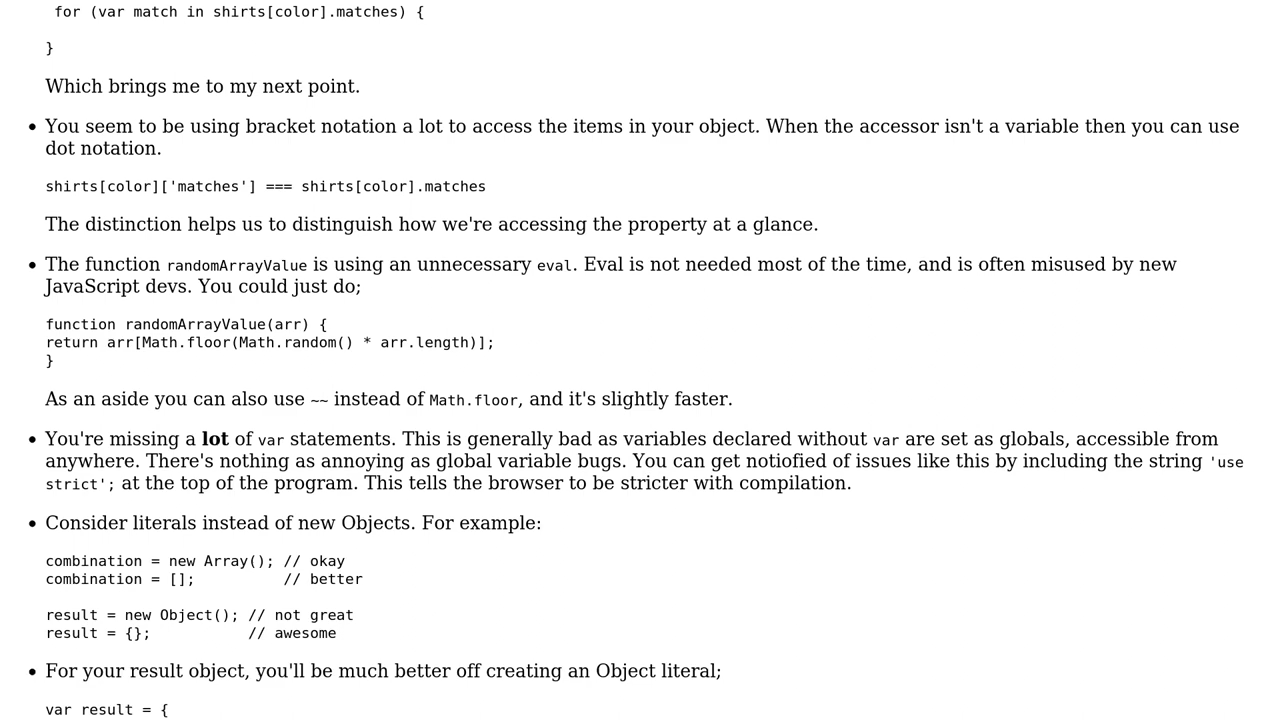 for (var match in shirts[color].matches) {
}
Which brings me to my next point.
• You seem to be using bracket notation a lot to access the items in your object. When the accessor isn't a variable then you can use
dot notation.
shirts[color]['matches'] === shirts[color].matches
The distinction helps us to distinguish how we're accessing the property at a glance.
• The function randomArrayValue is using an unnecessary eval. Eval is not needed most of the time, and is often misused by new
JavaScript devs. You could just do;
function randomArrayValue(arr) {
return arr[Math.floor(Math.random() * arr.length)];
}
As an aside you can also use ~~ instead of Math.floor, and it's slightly faster.
• You're missing a lot of var statements. This is generally bad as variables declared without var are set as globals, accessible from
anywhere. There's nothing as annoying as global variable bugs. You can get notiofied of issues like this by including the string 'use
strict'; at the top of the program. This tells the browser to be stricter with compilation.
• Consider literals instead of new Objects. For example:
combination = new Array(); // okay
combination = [];          // better
result = new Object(); // not great
result = {};           // awesome
• For your result object, you'll be much better off creating an Object literal;
var result = {